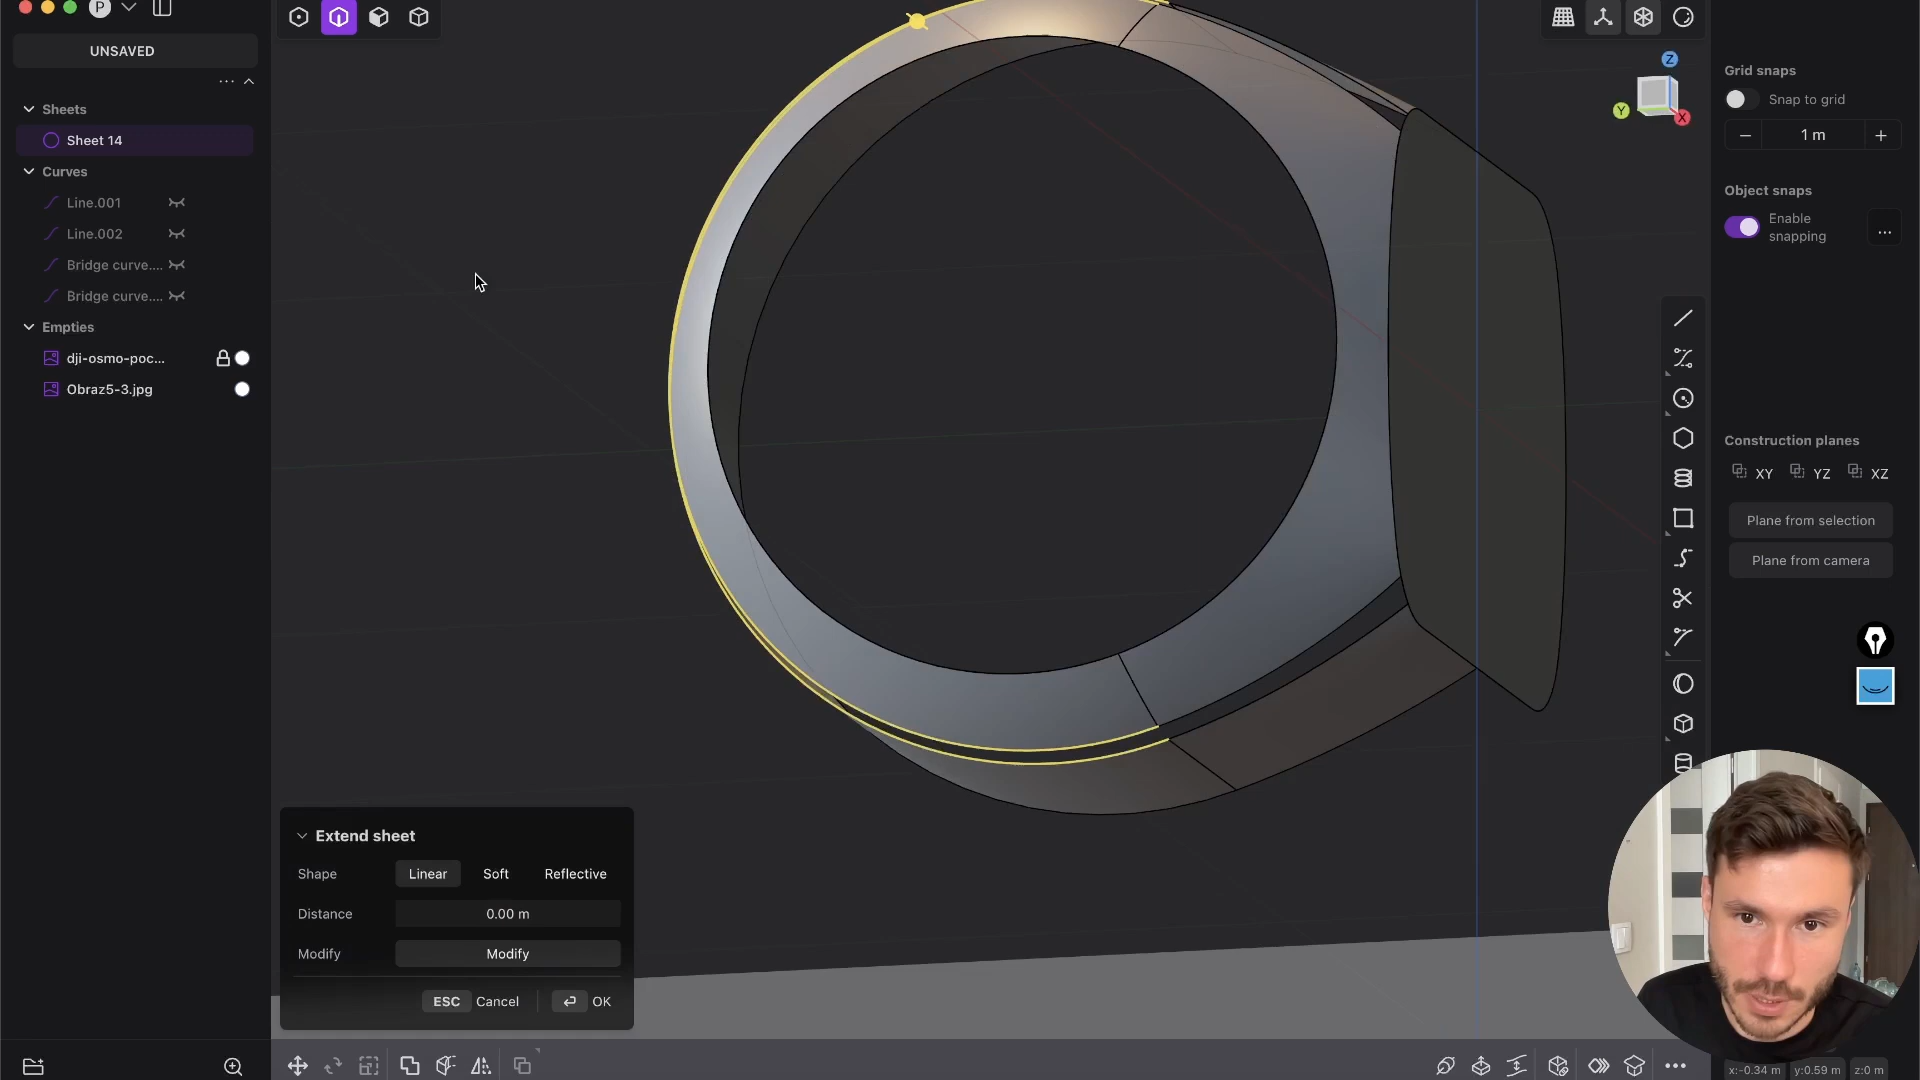 P
UNSAVED
Sheets
Sheet 14
Curves
Line.001
Line.002
Bridge curve....
Bridge curve....
Empties
dji-osmo-poc...
Obraz5-3.jpg
Z
Y
X
Grid snaps
Snap to grid
− 1 m +
Object snaps
Enable
snapping
...
Construction planes
XY YZ XZ
Plane from selection
Plane from camera
Extend sheet
Shape Linear Soft Reflective
Distance 0.00 m
Modify Modify
ESC Cancel OK
x:-0.34 m y:0.59 m z:0 m